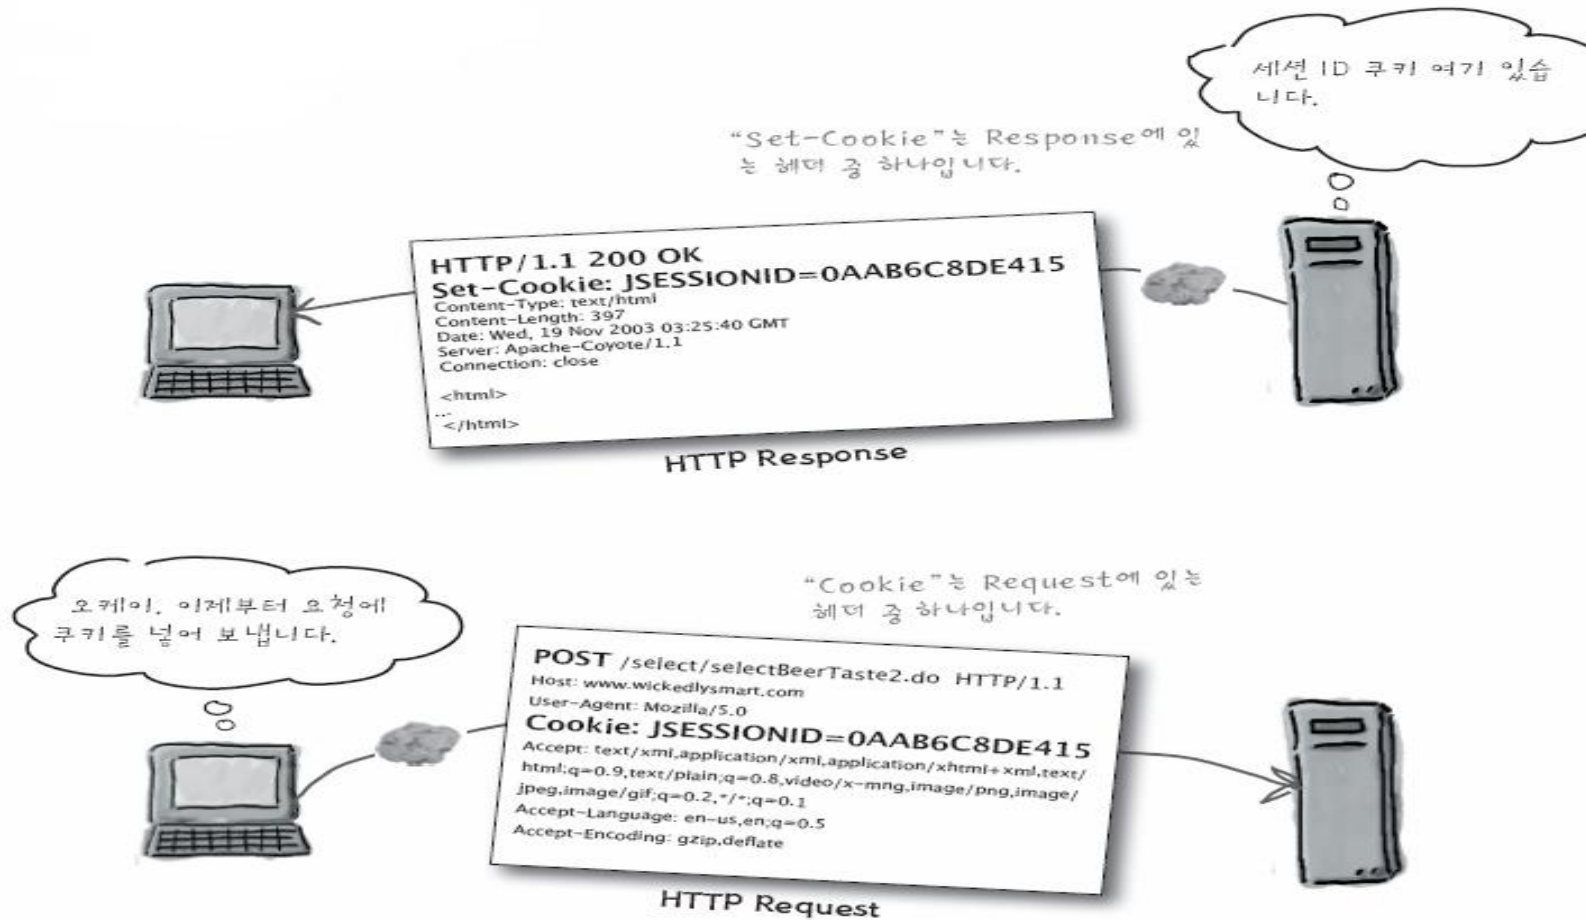 세션 ID 쿠키 여기 있습
니다.
“Set-Cookie”는 Response에 있
는 헤더 중 하나입니다.
HTTP/1.1 200 OK
Set-Cookie: JSESSIONID=0AAB6C8DE415
Content-Type: text/html
Content-Length: 397
Date: Wed, 19 Nov 2003 03:25:40 GMT
Server: Apache-Coyote/1.1
Connection: close
<html>
...
</html>
HTTP Response
오케이, 이제부터 요청에
쿠키를 넣어 보냅니다.
“Cookie”는 Request에 있는
헤더 중 하나입니다.
POST /select/selectBeerTaste2.do HTTP/1.1
Host: www.wickedlysmart.com
User-Agent: Mozilla/5.0
Cookie: JSESSIONID=0AAB6C8DE415
Accept: text/xml,application/xml,application/xhtml+xml,text/
html;q=0.9,text/plain;q=0.8,video/x-mng,image/png,image/
jpeg,image/gif;q=0.2,*/*;q=0.1
Accept-Language: en-us,en;q=0.5
Accept-Encoding: gzip,deflate
HTTP Request